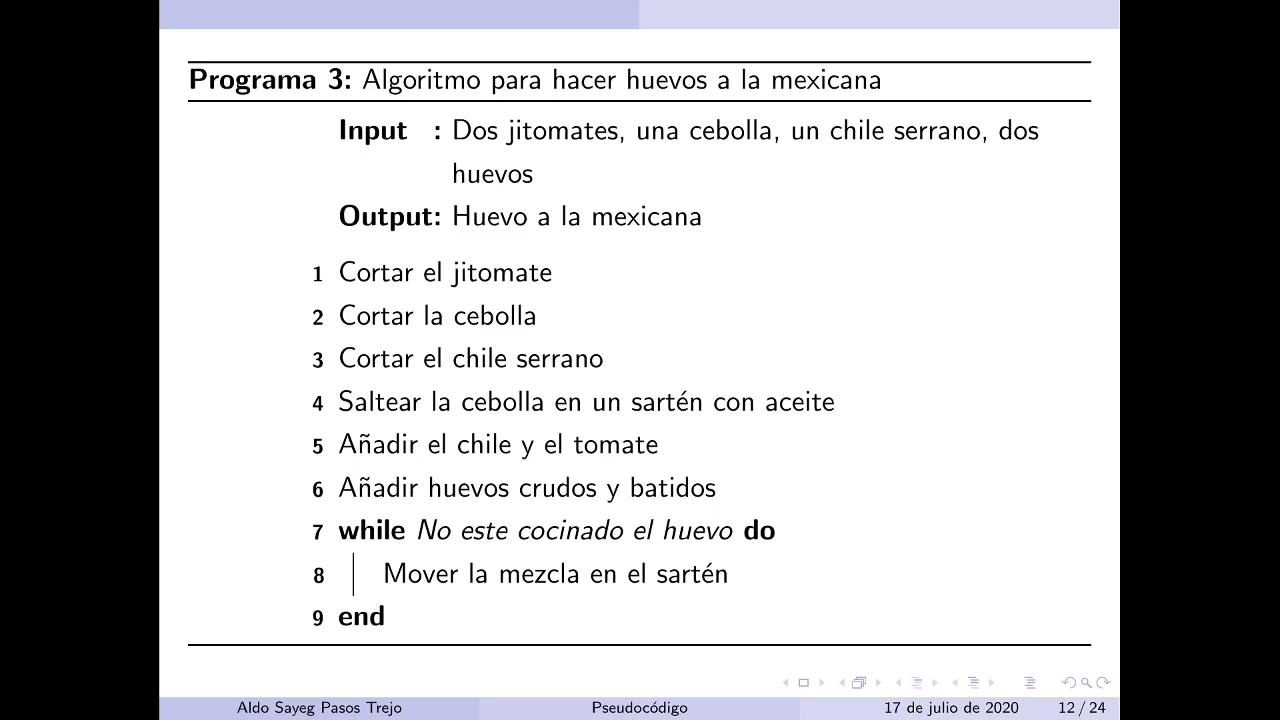 Programa 3: Algoritmo para hacer huevos a la mexicana
Input : Dos jitomates, una cebolla, un chile serrano, dos
huevos
Output: Huevo a la mexicana
1 Cortar el jitomate
2 Cortar la cebolla
3 Cortar el chile serrano
4 Saltear la cebolla en un sartén con aceite
5 Añadir el chile y el tomate
6 Añadir huevos crudos y batidos
7 while No este cocinado el huevo do
8 Mover la mezcla en el sartén
9 end
Aldo Sayeg Pasos Trejo Pseudocódigo 17 de julio de 2020 12 / 24